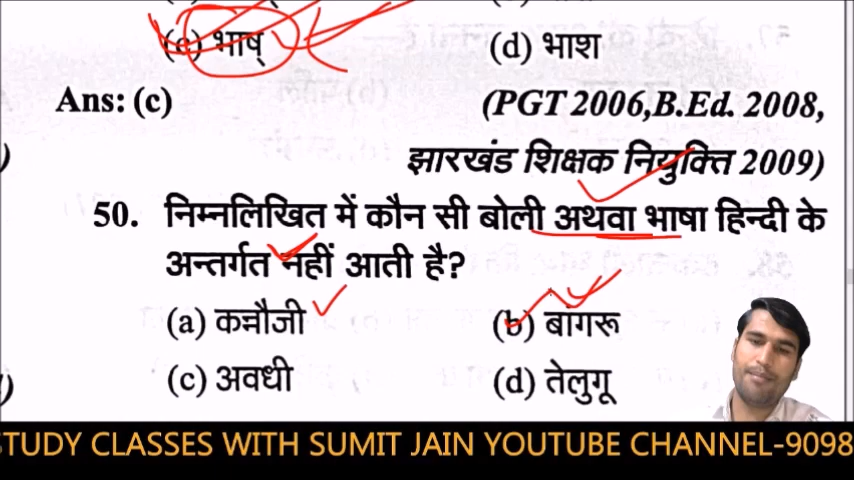 (c) भाष्
(d) भाश
Ans: (c)
(PGT 2006,B.Ed. 2008,
झारखंड शिक्षक नियुक्ति 2009)
50. निम्नलिखित में कौन सी बोली अथवा भाषा हिन्दी के
अन्तर्गत नहीं आती है?
(a) कन्नौजी
(b) बांगरू
(c) अवधी
(d) तेलुगू
STUDY CLASSES WITH SUMIT JAIN YOUTUBE CHANNEL-9098